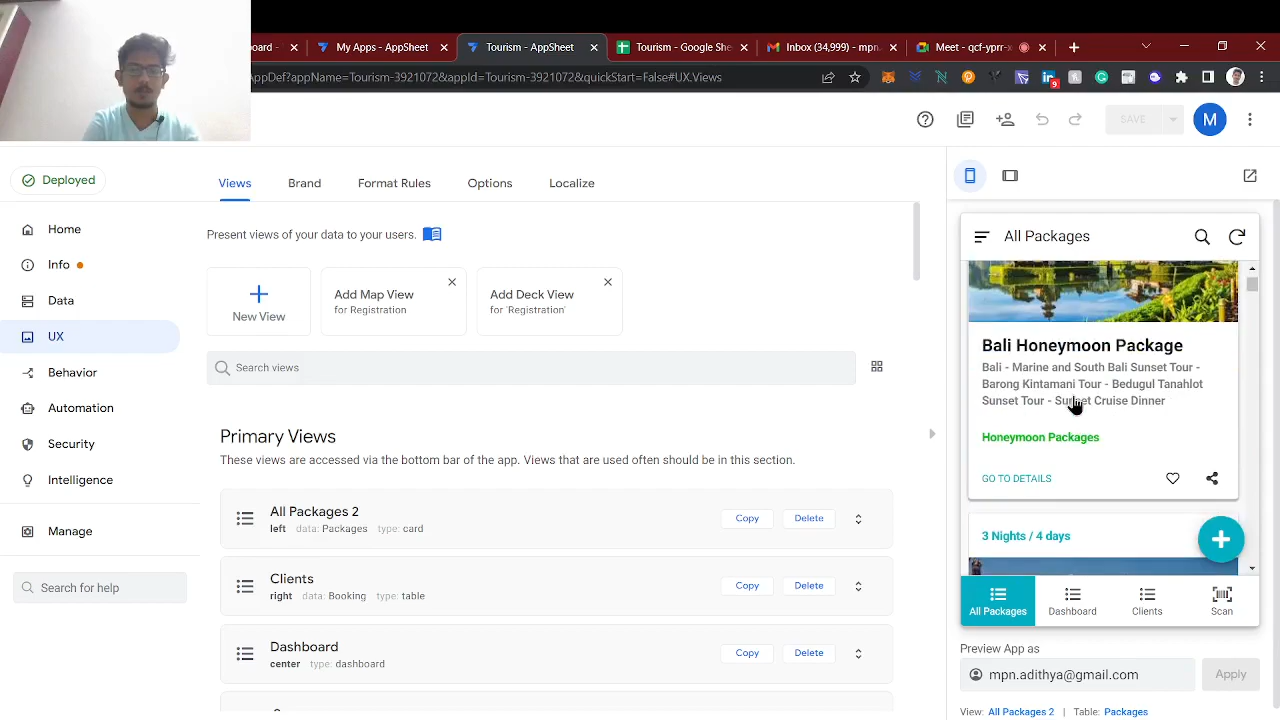 oard -
My Apps - AppSheet
Tourism - AppSheet
Tourism - Google She
Inbox (34,999) - mpn.
Meet - qcf-yprr-x
AppDef?appName=Tourism-3921072&appId=Tourism-3921072&quickStart=False#UX.Views
9
SAVE
M
Deployed
Home
Info
Data
UX
Behavior
Automation
Security
Intelligence
Manage
Search for help
Views
Brand
Format Rules
Options
Localize
Present views of your data to your users.
New View
Add Map View
for Registration
Add Deck View
for 'Registration'
Search views
Primary Views
These views are accessed via the bottom bar of the app. Views that are used often should be in this section.
All Packages 2
left data: Packages type: card
Copy
Delete
Clients
right data: Booking type: table
Copy
Delete
Dashboard
center type: dashboard
Copy
Delete
All Packages
Bali Honeymoon Package
Bali - Marine and South Bali Sunset Tour -
Barong Kintamani Tour - Bedugul Tanahlot
Sunset Tour - Sunset Cruise Dinner
Honeymoon Packages
GO TO DETAILS
3 Nights / 4 days
All Packages
Dashboard
Clients
Scan
Preview App as
mpn.adithya@gmail.com
Apply
View: All Packages 2 | Table: Packages